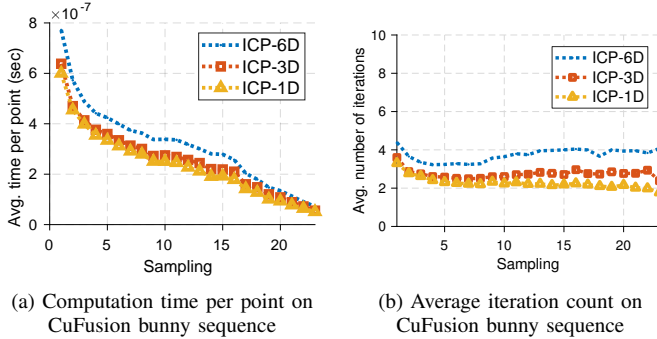 ×10⁻⁷
8
6
4
2
0
Avg. time per point (sec)
ICP-6D
ICP-3D
ICP-1D
0 5 10 15 20
Sampling
(a) Computation time per point on
CuFusion bunny sequence
10
8
6
4
2
0
Avg. number of iterations
ICP-6D
ICP-3D
ICP-1D
5 10 15 20
Sampling
(b) Average iteration count on
CuFusion bunny sequence